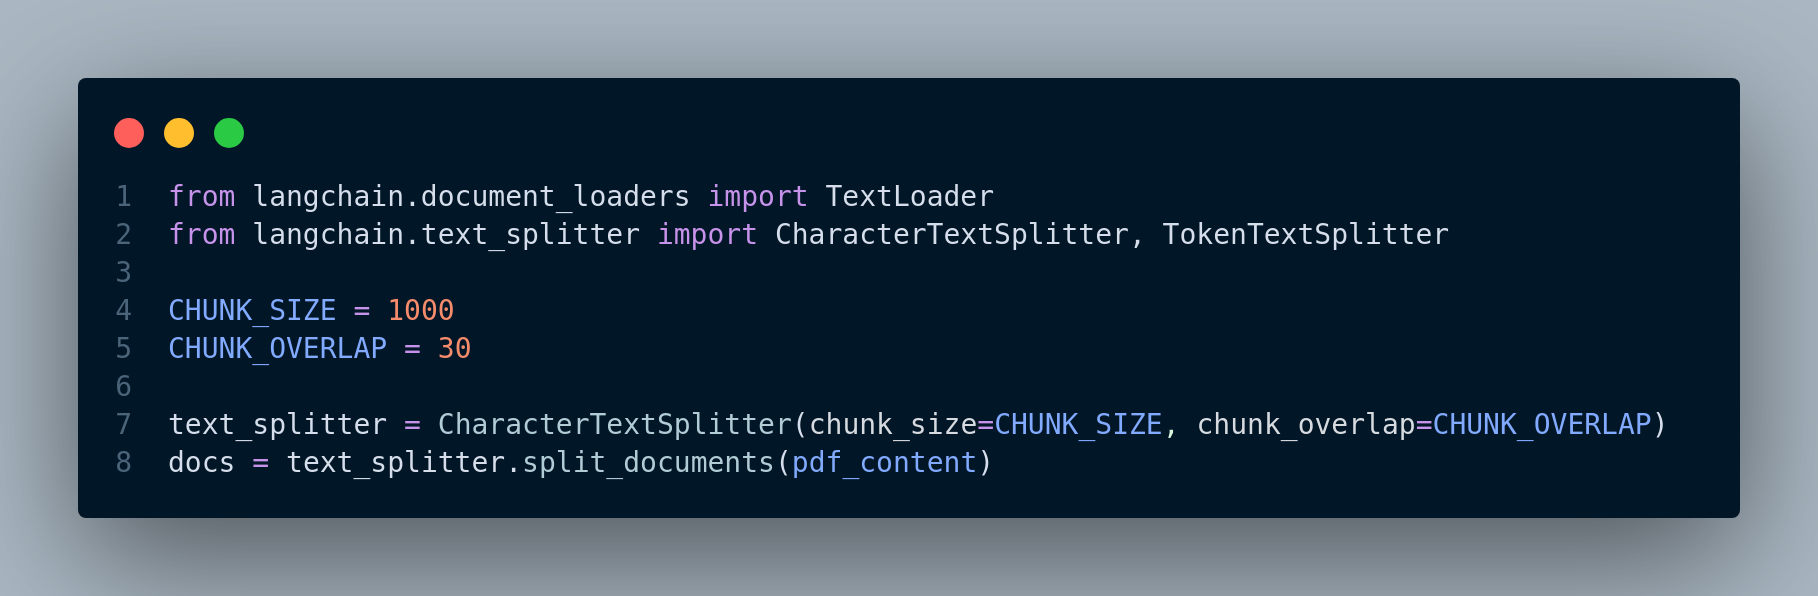 1 from langchain.document_loaders import TextLoader
2 from langchain.text_splitter import CharacterTextSplitter, TokenTextSplitter
3
4 CHUNK_SIZE = 1000
5 CHUNK_OVERLAP = 30
6
7 text_splitter = CharacterTextSplitter(chunk_size=CHUNK_SIZE, chunk_overlap=CHUNK_OVERLAP)
8 docs = text_splitter.split_documents(pdf_content)